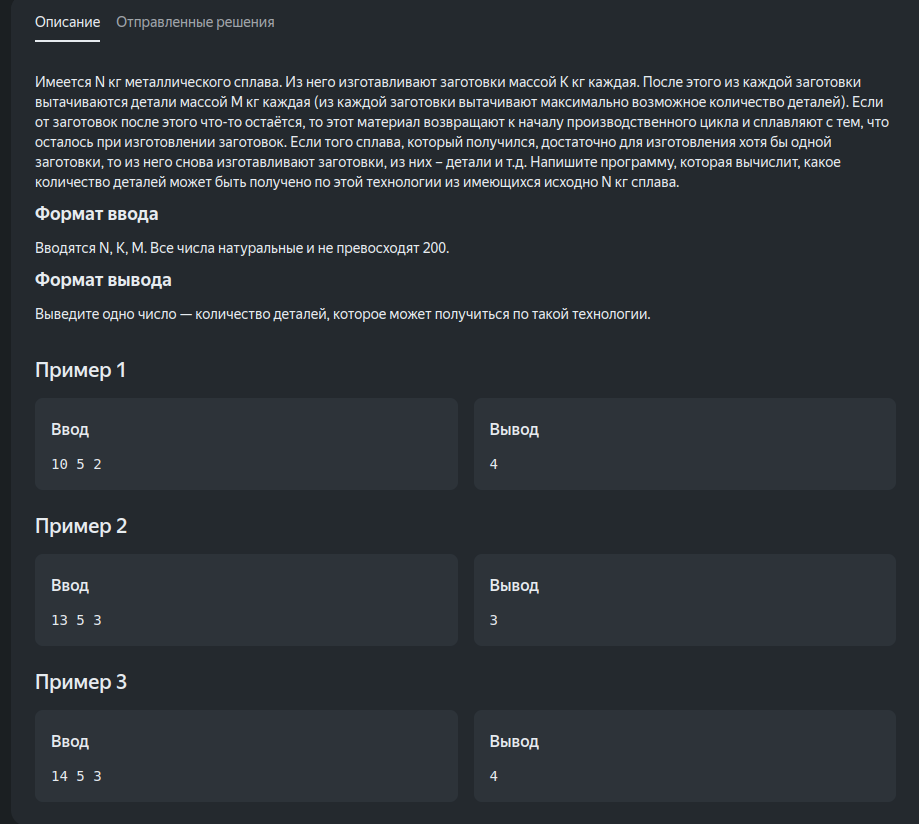 Описание Отправленные решения
Имеется N кг металлического сплава. Из него изготавливают заготовки массой K кг каждая. После этого из каждой заготовки
вытачиваются детали массой M кг каждая (из каждой заготовки вытачивают максимально возможное количество деталей). Если
от заготовок после этого что-то остаётся, то этот материал возвращают к началу производственного цикла и сплавляют с тем, что
осталось при изготовлении заготовок. Если того сплава, который получился, достаточно для изготовления хотя бы одной
заготовки, то из него снова изготавливают заготовки, из них – детали и т.д. Напишите программу, которая вычислит, какое
количество деталей может быть получено по этой технологии из имеющихся исходно N кг сплава.
Формат ввода
Вводятся N, K, M. Все числа натуральные и не превосходят 200.
Формат вывода
Выведите одно число — количество деталей, которое может получиться по такой технологии.
Пример 1
Ввод
10 5 2
Вывод
4
Пример 2
Ввод
13 5 3
Вывод
3
Пример 3
Ввод
14 5 3
Вывод
4